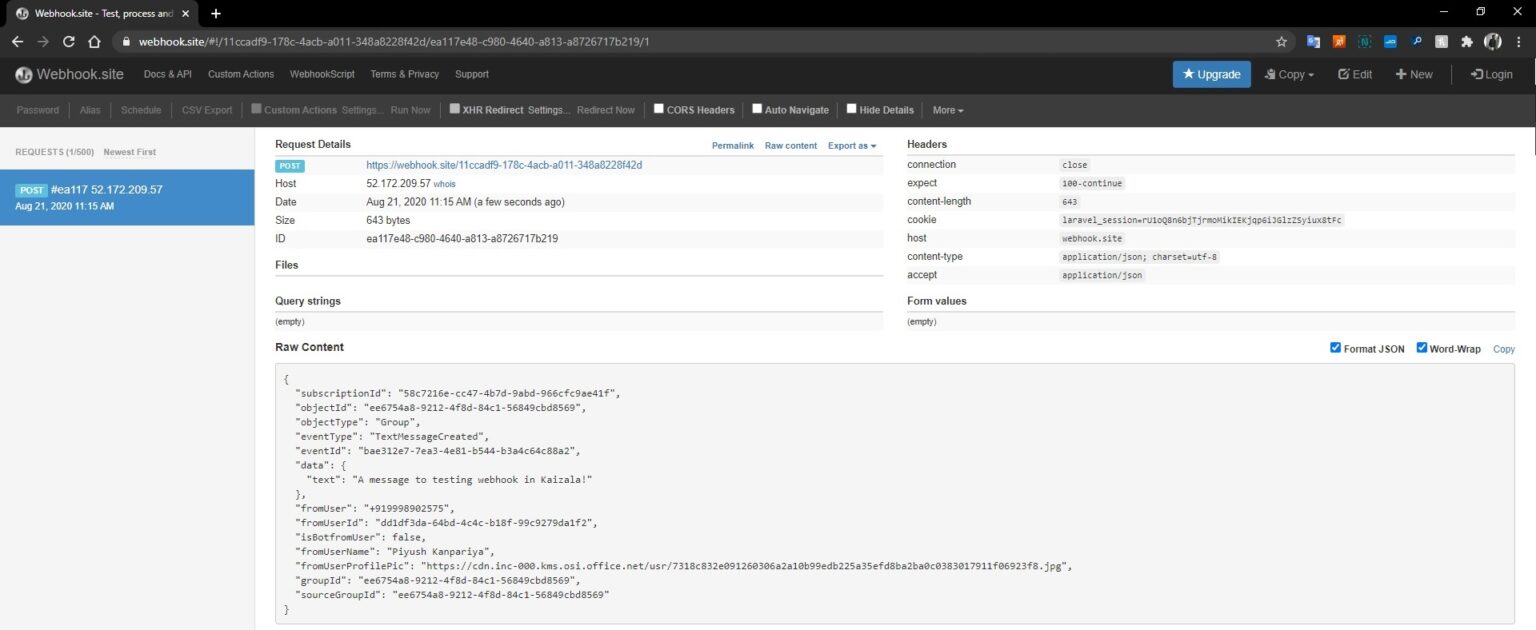 Webhook.site - Test, process and
webhook.site/#!/11ccadf9-178c-4acb-a011-348a8228f42d/ea117e48-c980-4640-a813-a8726717b219/1
Webhook.site Docs & API Custom Actions WebhookScript Terms & Privacy Support Upgrade Copy Edit New Login
Password Alias Schedule CSV Export Custom Actions Settings... Run Now XHR Redirect Settings... Redirect Now CORS Headers Auto Navigate Hide Details More
REQUESTS (1/500) Newest First
POST #ea117 52.172.209.57
Aug 21, 2020 11:15 AM
Request Details Permalink Raw content Export as
POST https://webhook.site/11ccadf9-178c-4acb-a011-348a8228f42d
Host 52.172.209.57 whois
Date Aug 21, 2020 11:15 AM (a few seconds ago)
Size 643 bytes
ID ea117e48-c980-4640-a813-a8726717b219
Files
Query strings
(empty)
Headers
connection close
expect 100-continue
content-length 643
cookie laravel_session=rU1oQ8n6bjTjrmoMikIEKjqp6iJGlzZSyiux8tFc
host webhook.site
content-type application/json; charset=utf-8
accept application/json
Form values
(empty)
Raw Content Format JSON Word-Wrap Copy
{
"subscriptionId": "58c7216e-cc47-4b7d-9abd-966cfc9ae41f",
"objectId": "ee6754a8-9212-4f8d-84c1-56849cbd8569",
"objectType": "Group",
"eventType": "TextMessageCreated",
"eventId": "bae312e7-7ea3-4e81-b544-b3a4c64c88a2",
"data": {
"text": "A message to testing webhook in Kaizala!"
},
"fromUser": "+919998902575",
"fromUserId": "dd1df3da-64bd-4c4c-b18f-99c9279da1f2",
"isBotfromUser": false,
"fromUserName": "Piyush Kanpariya",
"fromUserProfilePic": "https://cdn.inc-000.kms.osi.office.net/usr/7318c832e091260306a2a10b99edb225a35efd8ba2ba0c0383017911f06923f8.jpg",
"groupId": "ee6754a8-9212-4f8d-84c1-56849cbd8569",
"sourceGroupId": "ee6754a8-9212-4f8d-84c1-56849cbd8569"
}